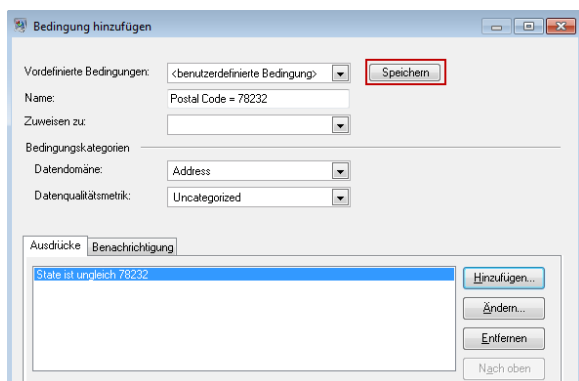 Bedingung hinzufügen
Vordefinierte Bedingungen: <benutzerdefinierte Bedingung> Speichern
Name: Postal Code = 78232
Zuweisen zu:
Bedingungskategorien
Datendomäne: Address
Datenqualitätsmetrik: Uncategorized
Ausdrücke Benachrichtigung
State ist ungleich 78232
Hinzufügen...
Ändern...
Entfernen
Nach oben